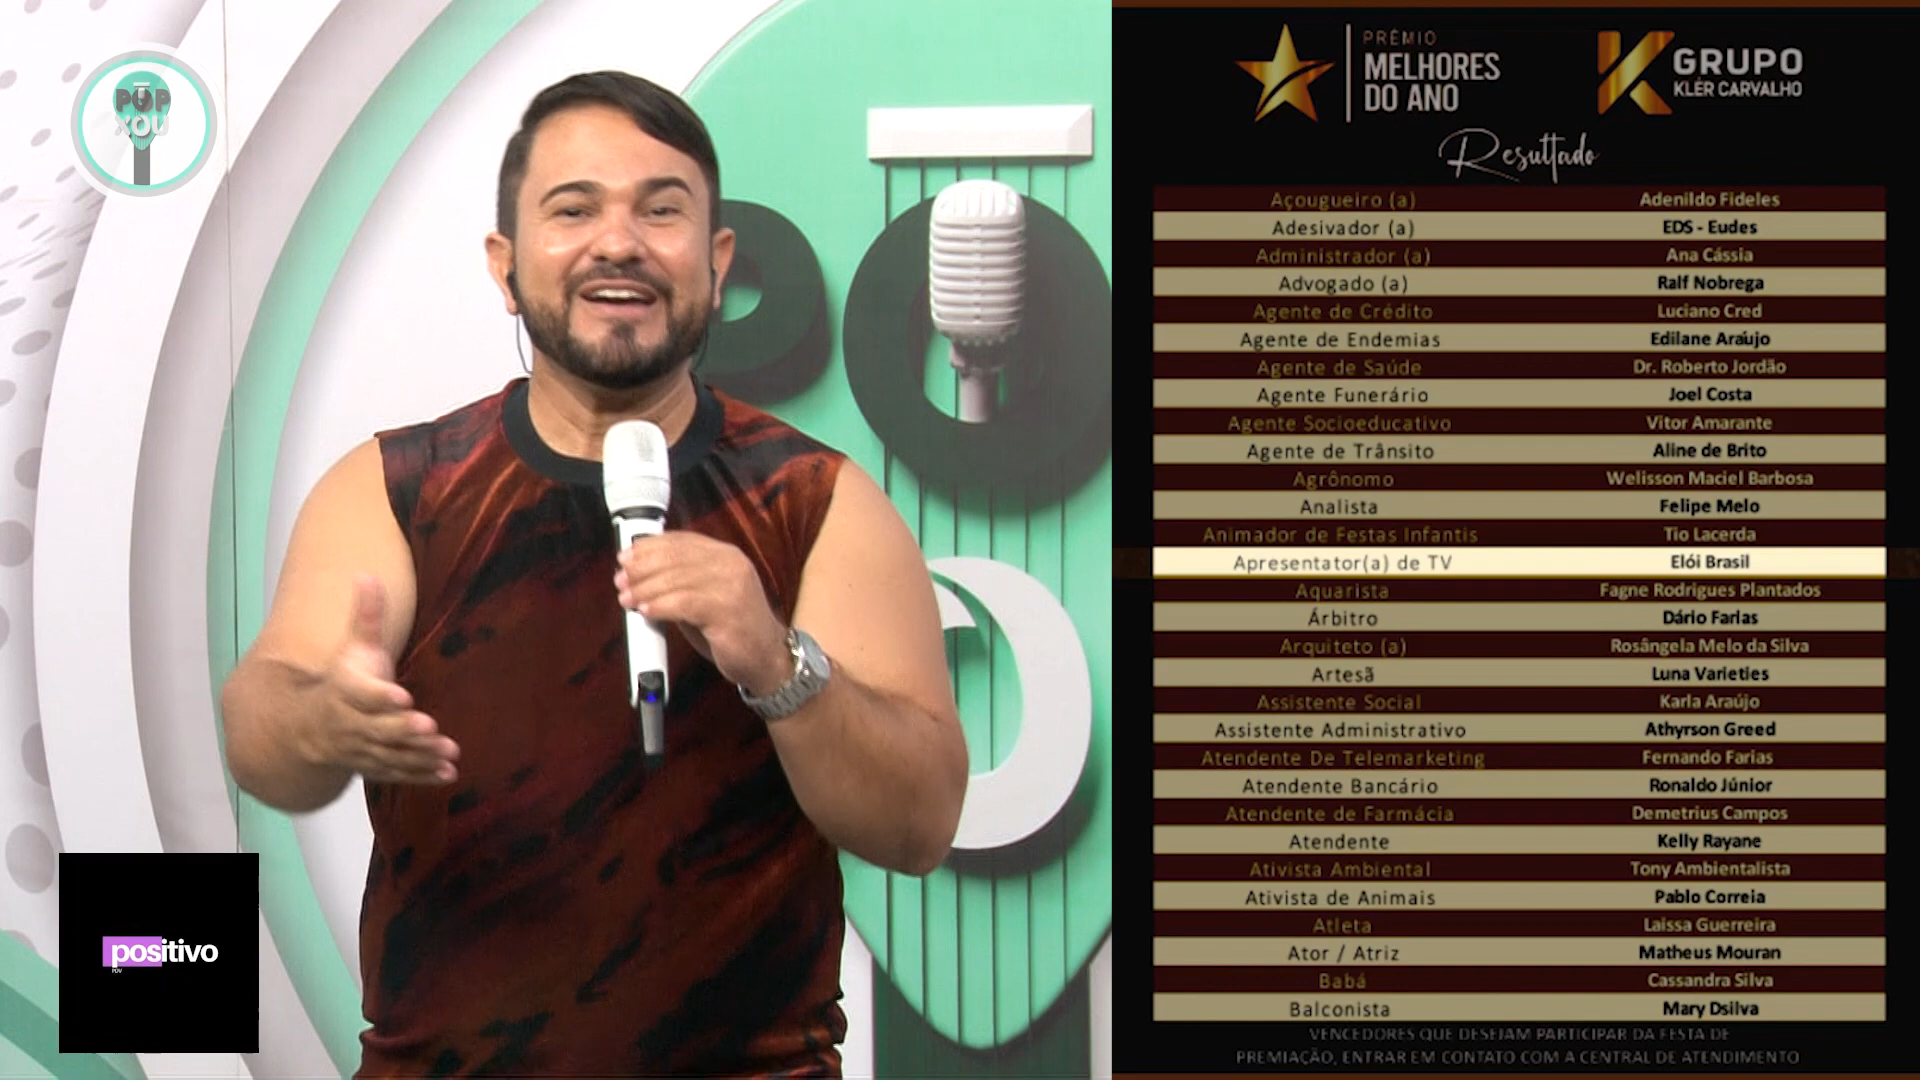 POP
XOU
positivo
PDV
PRÊMIO
MELHORES
DO ANO
GRUPO
KLÉR CARVALHO
Resultado
Açougueiro (a) Adenildo Fideles
Adesivador (a) EDS - Eudes
Administrador (a) Ana Cássia
Advogado (a) Ralf Nobrega
Agente de Crédito Luciano Cred
Agente de Endemias Edilane Araújo
Agente de Saúde Dr. Roberto Jordão
Agente Funerário Joel Costa
Agente Socioeducativo Vitor Amarante
Agente de Trânsito Aline de Brito
Agrônomo Welisson Maciel Barbosa
Analista Felipe Melo
Animador de Festas Infantis Tio Lacerda
Apresentator(a) de TV Elói Brasil
Aquarista Fagne Rodrigues Plantados
Árbitro Dário Farias
Arquiteto (a) Rosângela Melo da Silva
Artesã Luna Varieties
Assistente Social Karla Araújo
Assistente Administrativo Athyrson Greed
Atendente De Telemarketing Fernando Farias
Atendente Bancário Ronaldo Júnior
Atendente de Farmácia Demetrius Campos
Atendente Kelly Rayane
Ativista Ambiental Tony Ambientalista
Ativista de Animais Pablo Correia
Atleta Laissa Guerreira
Ator / Atriz Matheus Mouran
Babá Cassandra Silva
Balconista Mary Dsilva
VENCEDORES QUE DESEJAM PARTICIPAR DA FESTA DE
PREMIAÇÃO, ENTRAR EM CONTATO COM A CENTRAL DE ATENDIMENTO